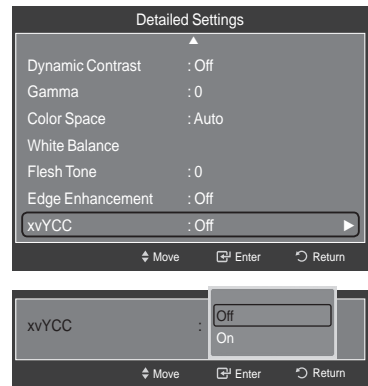 Detailed Settings
▲
Dynamic Contrast : Off
Gamma : 0
Color Space : Auto
White Balance
Flesh Tone : 0
Edge Enhancement : Off
xvYCC : Off ►
Move Enter Return
xvYCC : Off
On
Move Enter Return